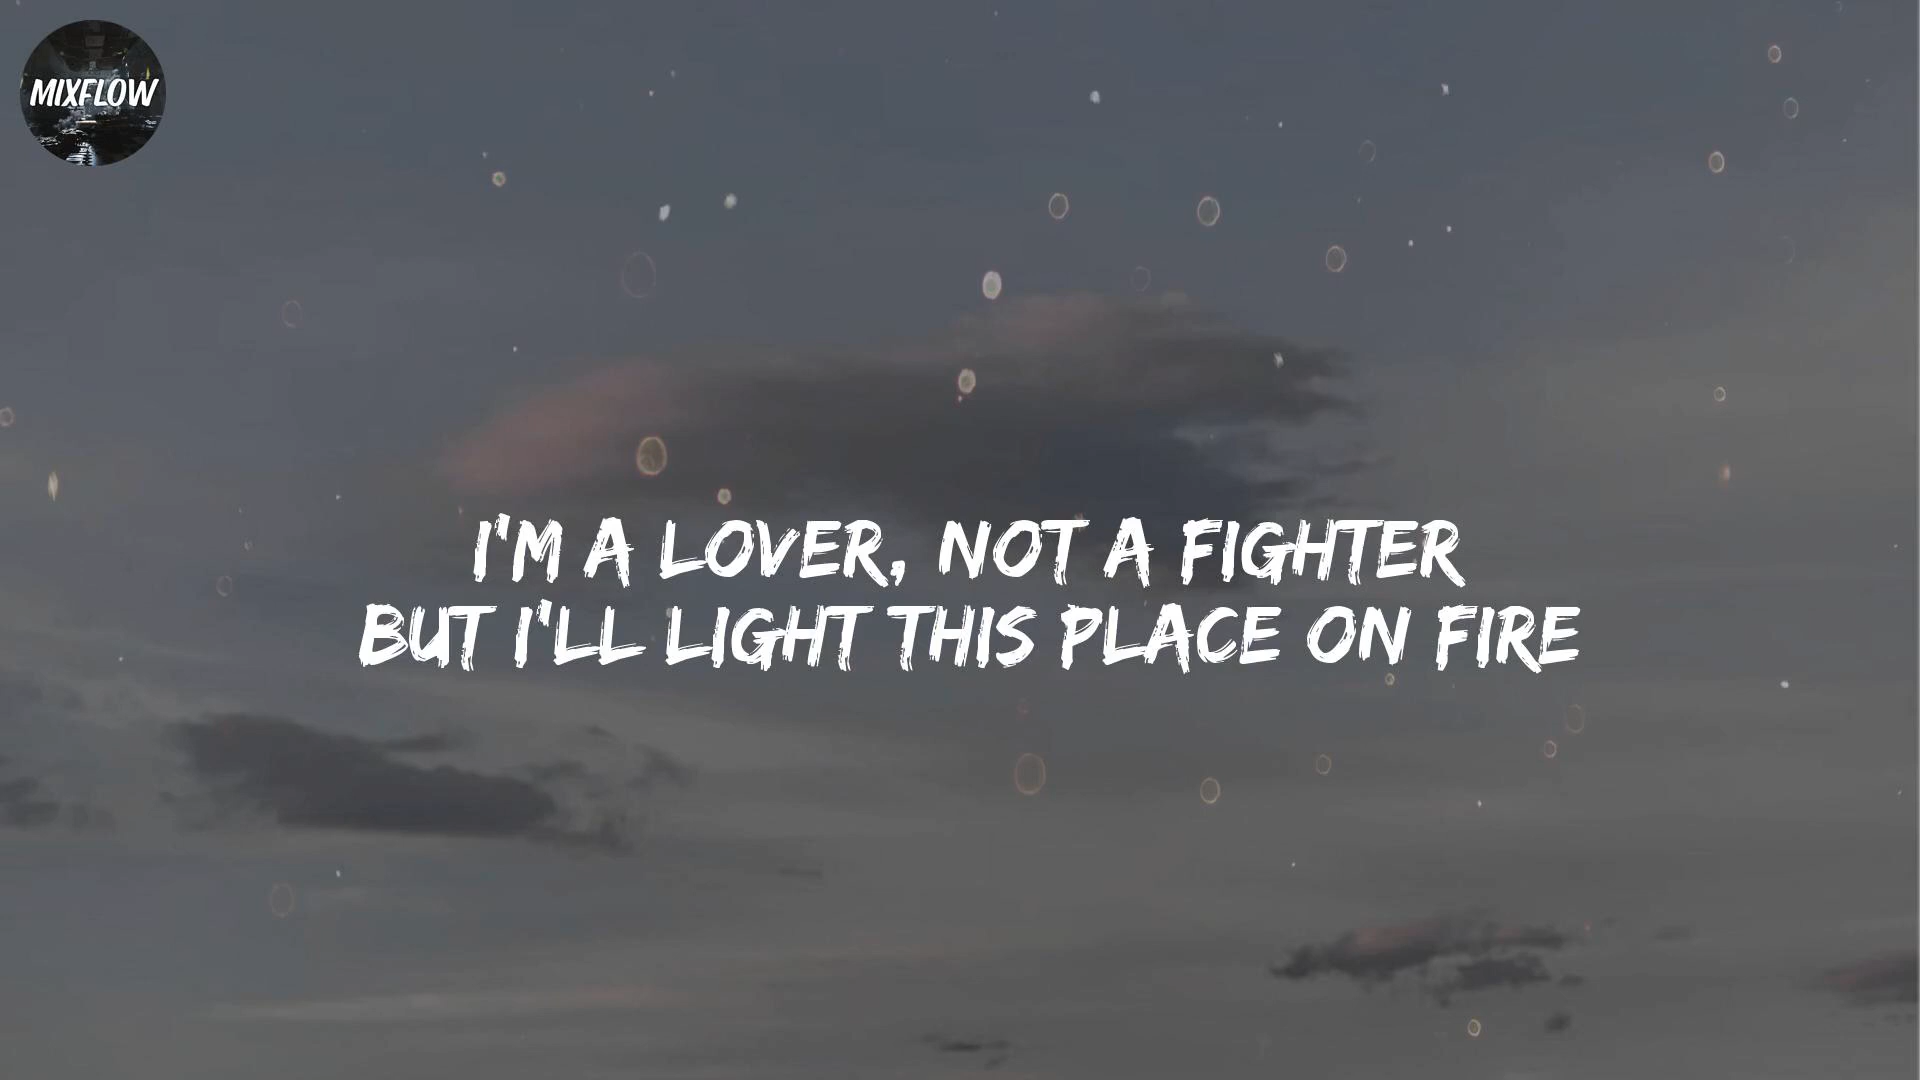 MIXFLOW
I'M A LOVER, NOT A FIGHTER
BUT I'LL LIGHT THIS PLACE ON FIRE